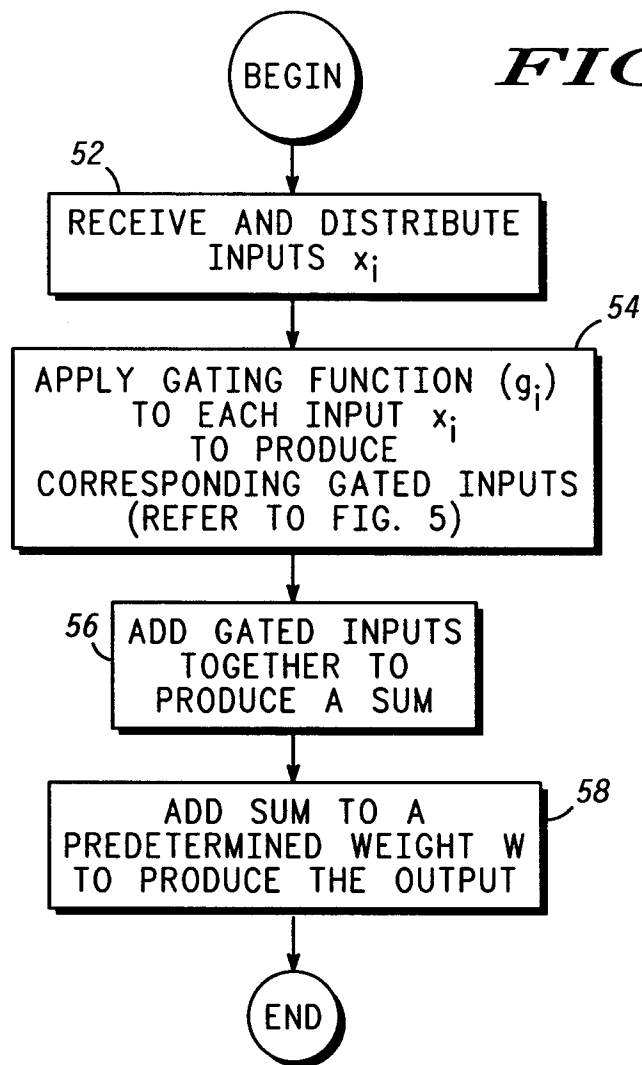 BEGIN
FIG
52
RECEIVE AND DISTRIBUTE
INPUTS xi
54
APPLY GATING FUNCTION (gi)
TO EACH INPUT xi
TO PRODUCE
CORRESPONDING GATED INPUTS
(REFER TO FIG. 5)
56
ADD GATED INPUTS
TOGETHER TO
PRODUCE A SUM
58
ADD SUM TO A
PREDETERMINED WEIGHT W
TO PRODUCE THE OUTPUT
END